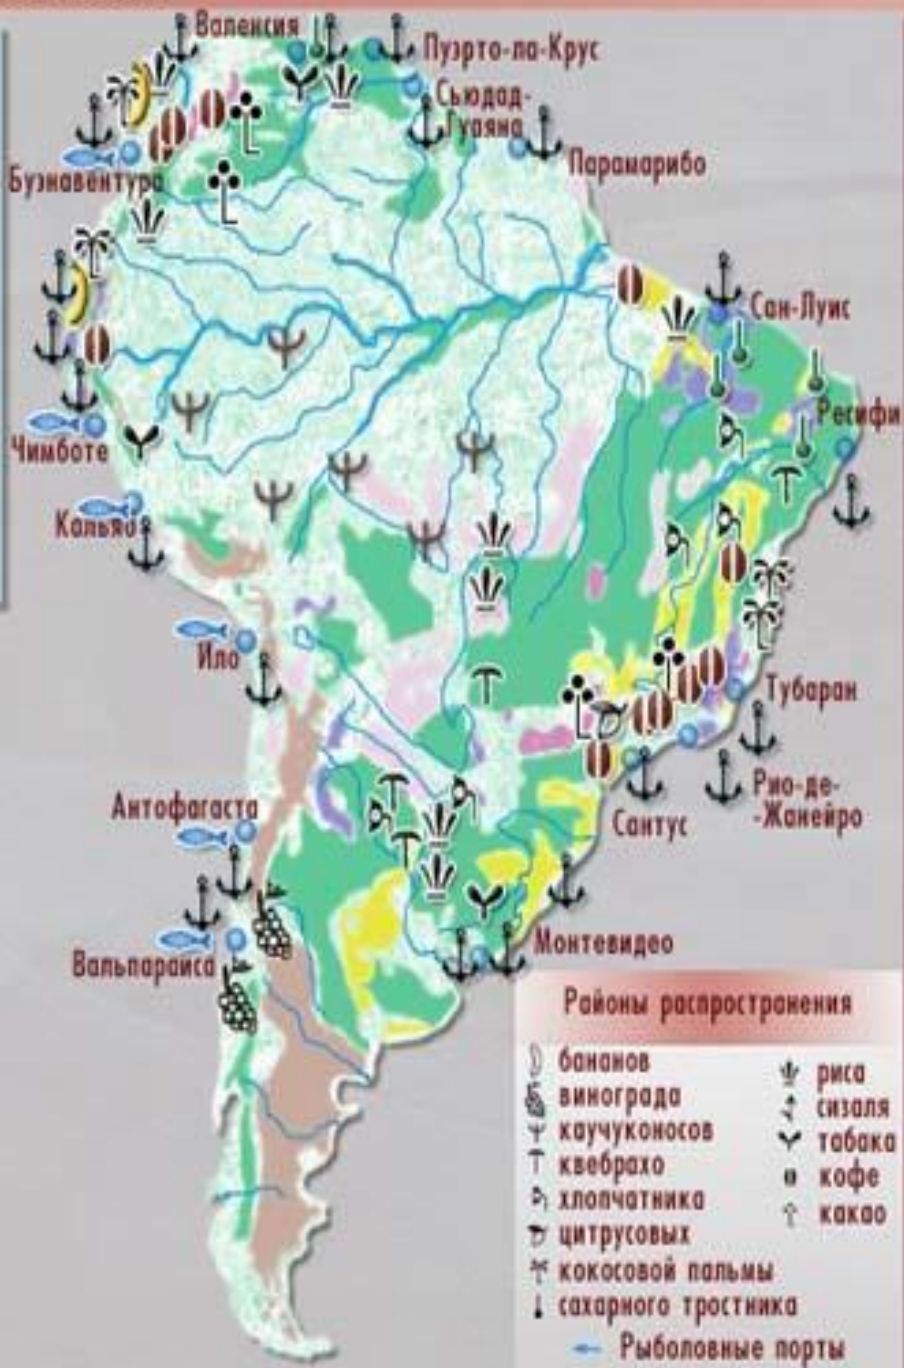 Валенсия
Пуэрто-ла-Крус
Сьюдад-
Гуаяна
Парамарибо
Буэнавентура
Сан-Луис
Ресифи
Чимботе
Кальяо
Ило
Тубаран
Антофагаста
Рио-де-
-Жанейро
Сантус
Монтевидео
Вальпараиса
Районы распространения
бананов
винограда
каучуконосов
квебрахо
хлопчатника
цитрусовых
кокосовой пальмы
сахарного тростника
риса
сизаля
табака
кофе
какао
Рыболовные порты